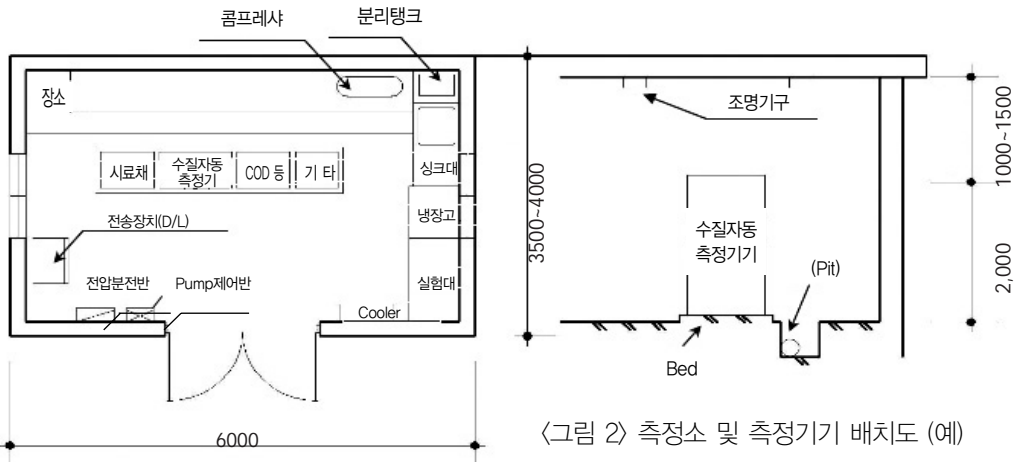 콤프레샤
분리탱크
장소
조명기구
1000~1500
시료채
수질자동
측정기
COD 등
기 타
싱크대
3500~4000
냉장고
전송장치(D/L)
수질자동
측정기기
(Pit)
2,000
전압분전반
Pump제어반
실험대
Cooler
Bed
6000
〈그림 2〉 측정소 및 측정기기 배치도 (예)